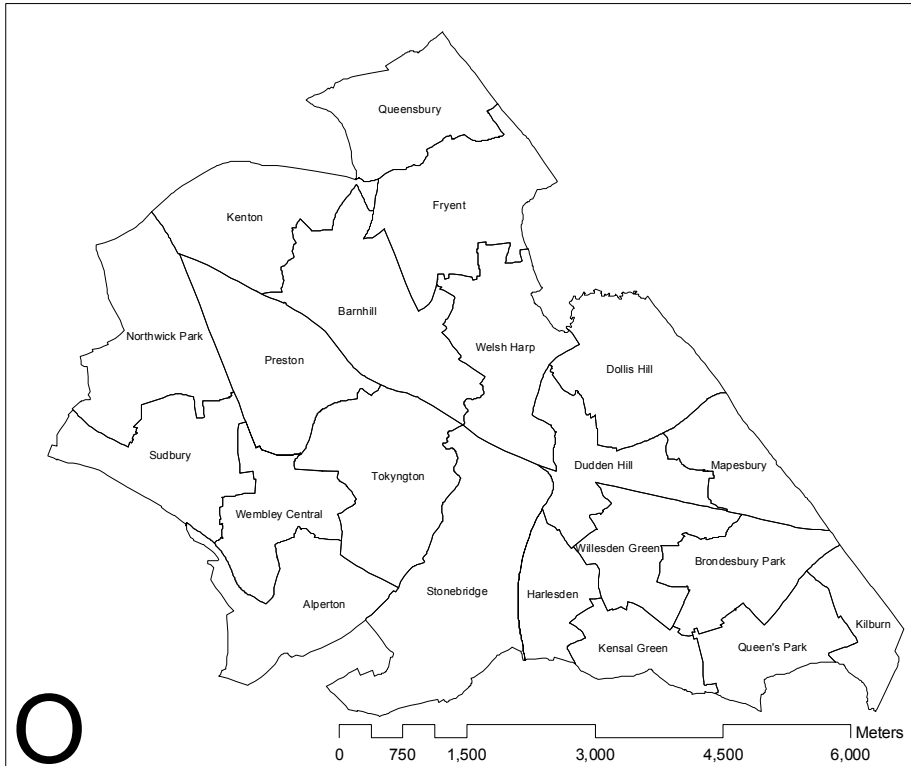 Queensbury
Fryent
Kenton
Barnhill
Northwick Park
Welsh Harp
Preston
Dollis Hill
Sudbury
Dudden Hill
Mapesbury
Tokyngton
Wembley Central
Willesden Green
Brondesbury Park
Stonebridge
Harlesden
Alperton
Kilburn
Kensal Green
Queen's Park
O
Meters
0 750 1,500 3,000 4,500 6,000